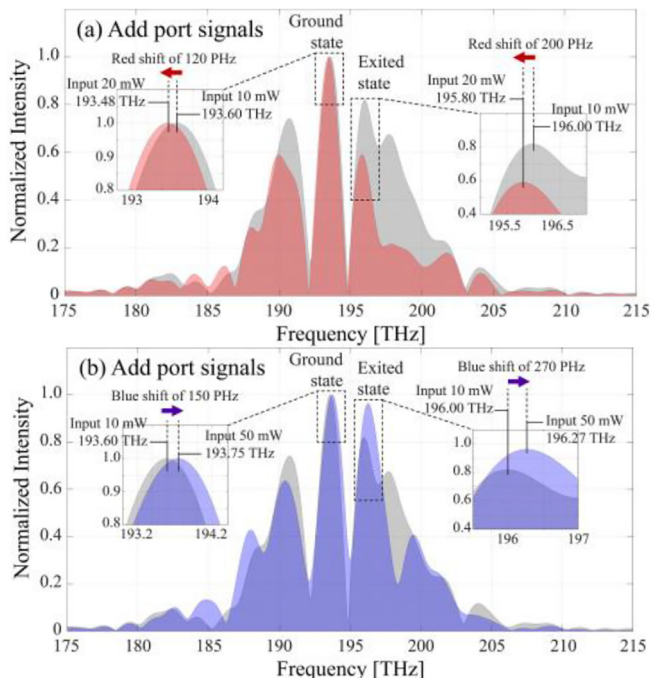 (a) Add port signals
Ground
state
Red shift of 120 PHz
Exited
state
Red shift of 200 PHz
Input 20 mW
193.48 THz
Input 10 mW
193.60 THz
Input 20 mW
195.80 THz
Input 10 mW
196.00 THz
1.0
0.9
0.8
193
194
0.8
0.6
0.4
195.5
196.5
Normalized Intensity
1.0
0.8
0.6
0.4
0.2
0
175
180
185
190
195
200
205
210
215
Frequency [THz]
(b) Add port signals
Ground
state
Blue shift of 150 PHz
Exited
state
Blue shift of 270 PHz
Input 10 mW
193.60 THz
Input 50 mW
193.75 THz
Input 10 mW
196.00 THz
Input 50 mW
196.27 THz
1.0
0.9
0.8
193.2
194.2
1.0
0.8
0.6
0.4
196
197
Normalized Intensity
1.0
0.8
0.6
0.4
0.2
0
175
180
185
190
195
200
205
210
215
Frequency [THz]